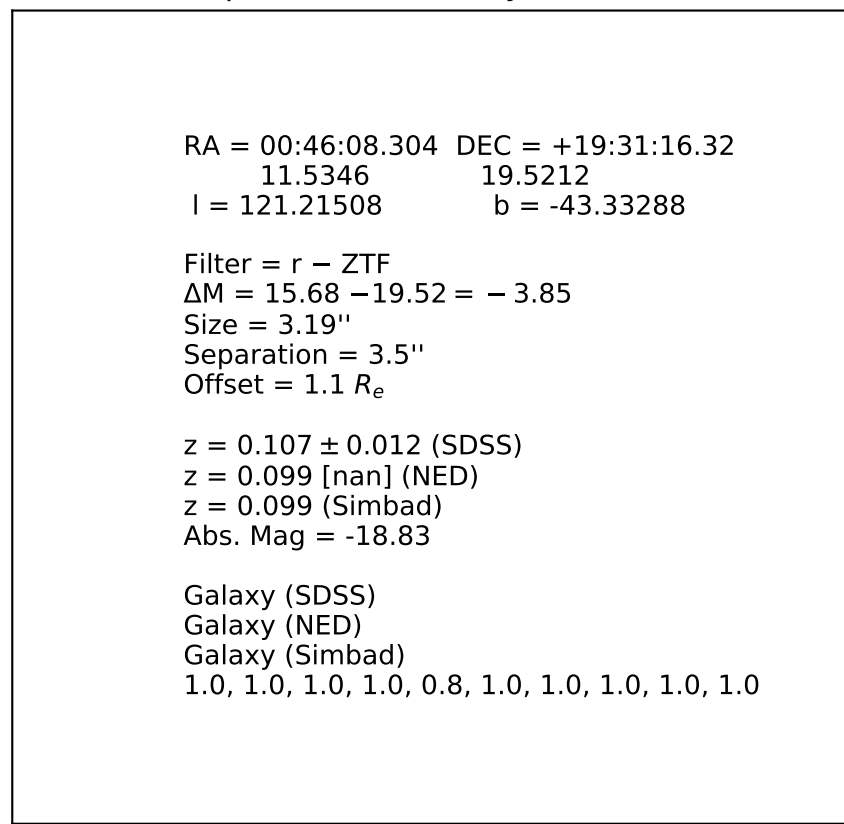 RA = 00:46:08.304  DEC = +19:31:16.32
11.5346  19.5212
l = 121.21508  b = -43.33288
Filter = r − ZTF
ΔM = 15.68 −19.52 = − 3.85
Size = 3.19''
Separation = 3.5''
Offset = 1.1 Rₑ
z = 0.107 ± 0.012 (SDSS)
z = 0.099 [nan] (NED)
z = 0.099 (Simbad)
Abs. Mag = -18.83
Galaxy (SDSS)
Galaxy (NED)
Galaxy (Simbad)
1.0, 1.0, 1.0, 1.0, 0.8, 1.0, 1.0, 1.0, 1.0, 1.0